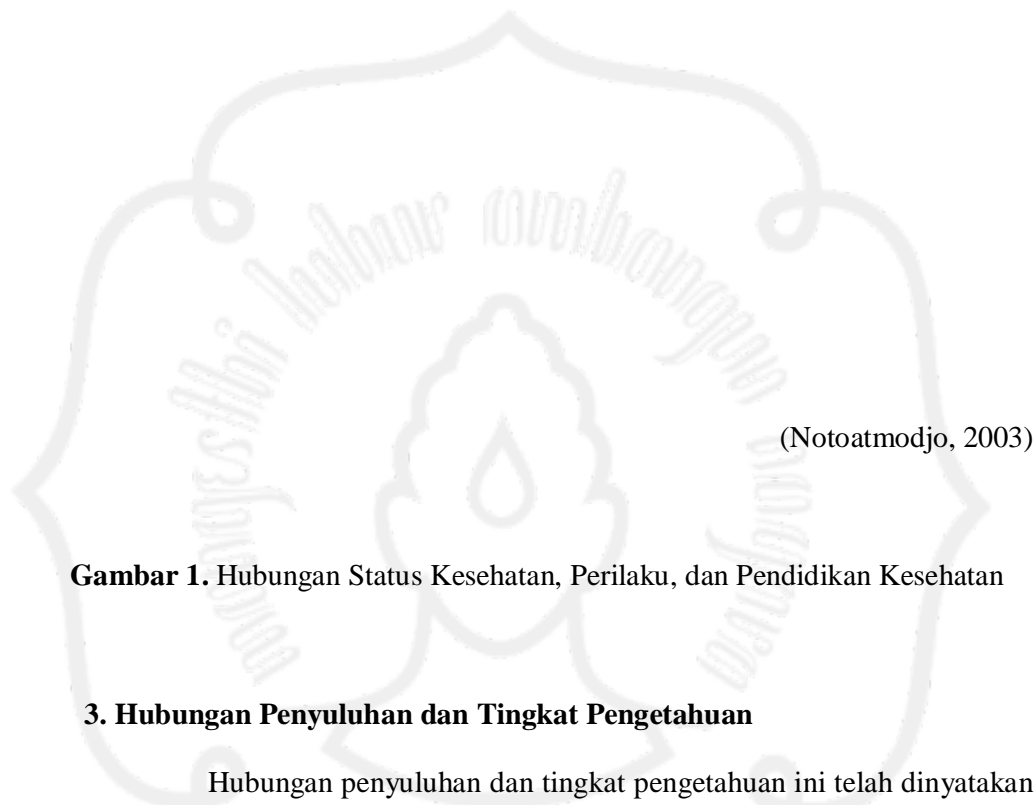 (Notoatmodjo, 2003)
Gambar 1. Hubungan Status Kesehatan, Perilaku, dan Pendidikan Kesehatan
3. Hubungan Penyuluhan dan Tingkat Pengetahuan
Hubungan penyuluhan dan tingkat pengetahuan ini telah dinyatakan